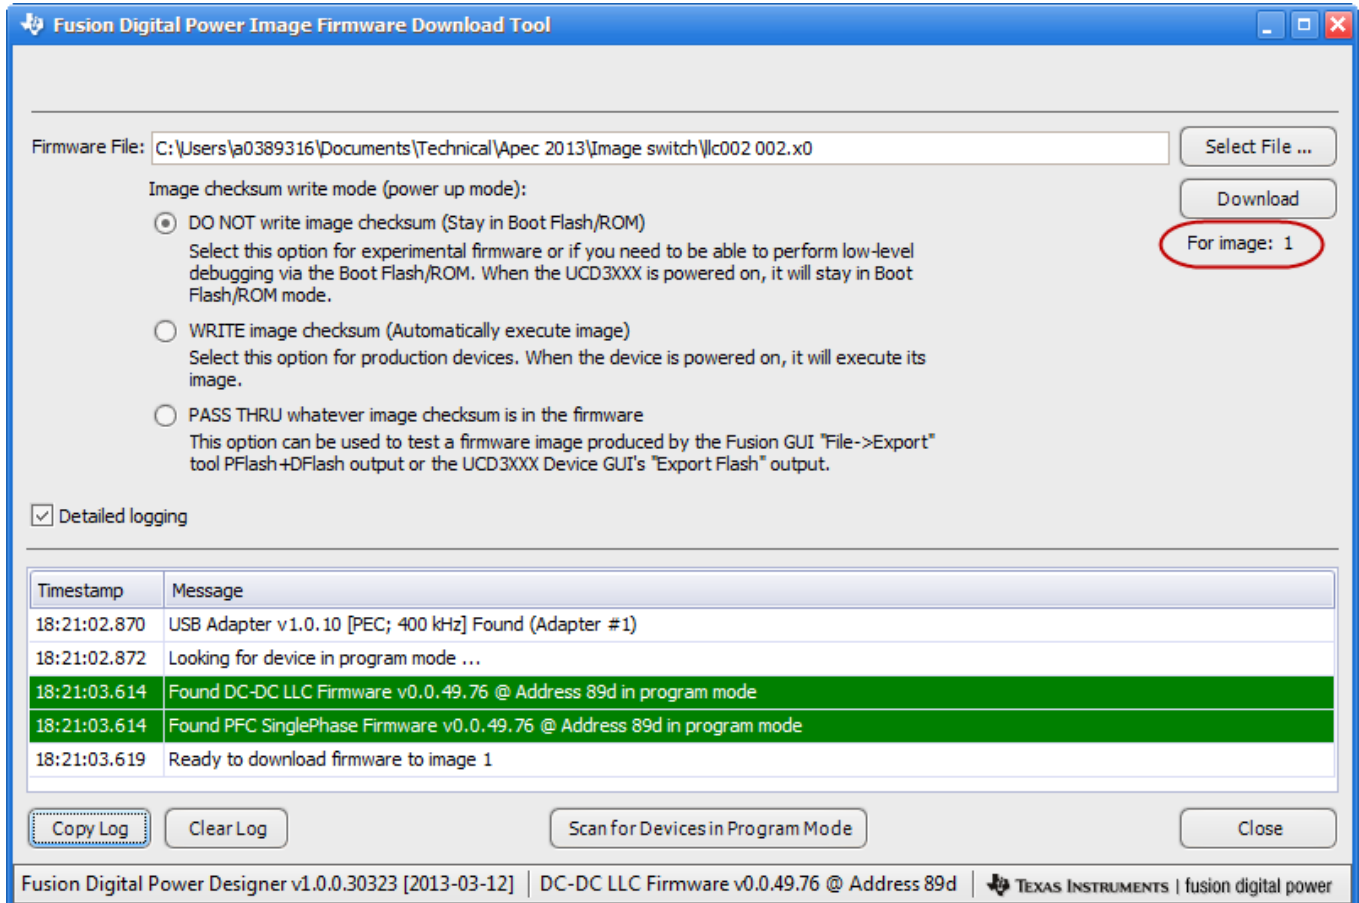 Fusion Digital Power Image Firmware Download Tool
Firmware File: C:\Users\a0389316\Documents\Technical\Apec 2013\Image switch\llc002 002.x0 Select File ...
Image checksum write mode (power up mode): Download
DO NOT write image checksum (Stay in Boot Flash/ROM) For image: 1
Select this option for experimental firmware or if you need to be able to perform low-level
debugging via the Boot Flash/ROM. When the UCD3XXX is powered on, it will stay in Boot
Flash/ROM mode.
WRITE image checksum (Automatically execute image)
Select this option for production devices. When the device is powered on, it will execute its
image.
PASS THRU whatever image checksum is in the firmware
This option can be used to test a firmware image produced by the Fusion GUI "File->Export"
tool PFlash+DFlash output or the UCD3XXX Device GUI's "Export Flash" output.
Detailed logging
Timestamp Message
18:21:02.870 USB Adapter v1.0.10 [PEC; 400 kHz] Found (Adapter #1)
18:21:02.872 Looking for device in program mode ...
18:21:03.614 Found DC-DC LLC Firmware v0.0.49.76 @ Address 89d in program mode
18:21:03.614 Found PFC SinglePhase Firmware v0.0.49.76 @ Address 89d in program mode
18:21:03.619 Ready to download firmware to image 1
Copy Log Clear Log Scan for Devices in Program Mode Close
Fusion Digital Power Designer v1.0.0.30323 [2013-03-12] DC-DC LLC Firmware v0.0.49.76 @ Address 89d TEXAS INSTRUMENTS | fusion digital power